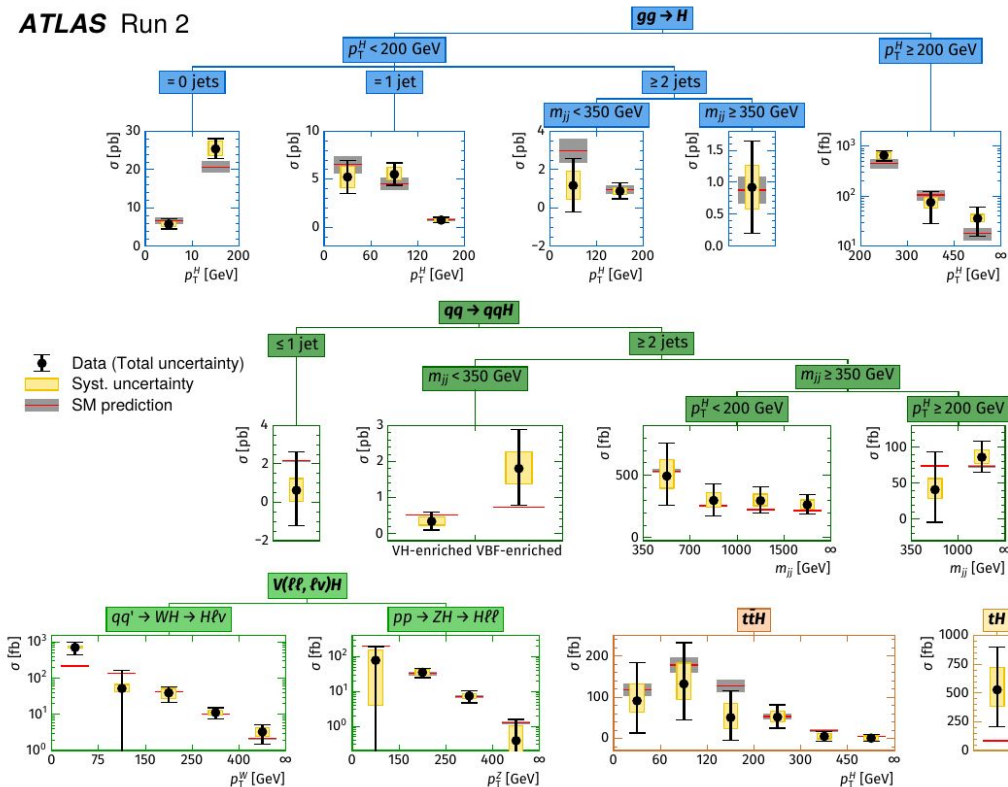 ATLAS Run 2
gg → H
p_T^H < 200 GeV
p_T^H ≥ 200 GeV
= 0 jets
= 1 jet
≥ 2 jets
m_jj < 350 GeV
m_jj ≥ 350 GeV
σ [pb]
30
20
10
0
0 10 200
p_T^H [GeV]
σ [pb]
10
5
0
0 60 120 200
p_T^H [GeV]
σ [pb]
4
2
0
−2
0 120 200
p_T^H [GeV]
σ [pb]
1.5
1.0
0.5
0.0
σ [fb]
10^3
10^2
10^1
200 300 450 ∞
p_T^H [GeV]
qq → qqH
≤ 1 jet
≥ 2 jets
m_jj < 350 GeV
m_jj ≥ 350 GeV
p_T^H < 200 GeV
p_T^H ≥ 200 GeV
Data (Total uncertainty)
Syst. uncertainty
SM prediction
σ [pb]
4
2
0
−2
σ [pb]
3
2
1
0
VH-enriched VBF-enriched
σ [fb]
500
0
350 700 1000 1500 ∞
m_jj [GeV]
σ [fb]
100
50
0
350 1000 ∞
m_jj [GeV]
V(ℓℓ, ℓν)H
qq' → WH → Hℓν
pp → ZH → Hℓℓ
tt̄H
tH
σ [fb]
10^3
10^2
10^1
10^0
0 75 150 250 400 ∞
p_T^W [GeV]
σ [fb]
10^2
10^1
10^0
0 150 250 400 ∞
p_T^Z [GeV]
σ [fb]
200
150
100
50
0
0 60 120 200 300 450 ∞
p_T^H [GeV]
σ [fb]
1000
750
500
250
0